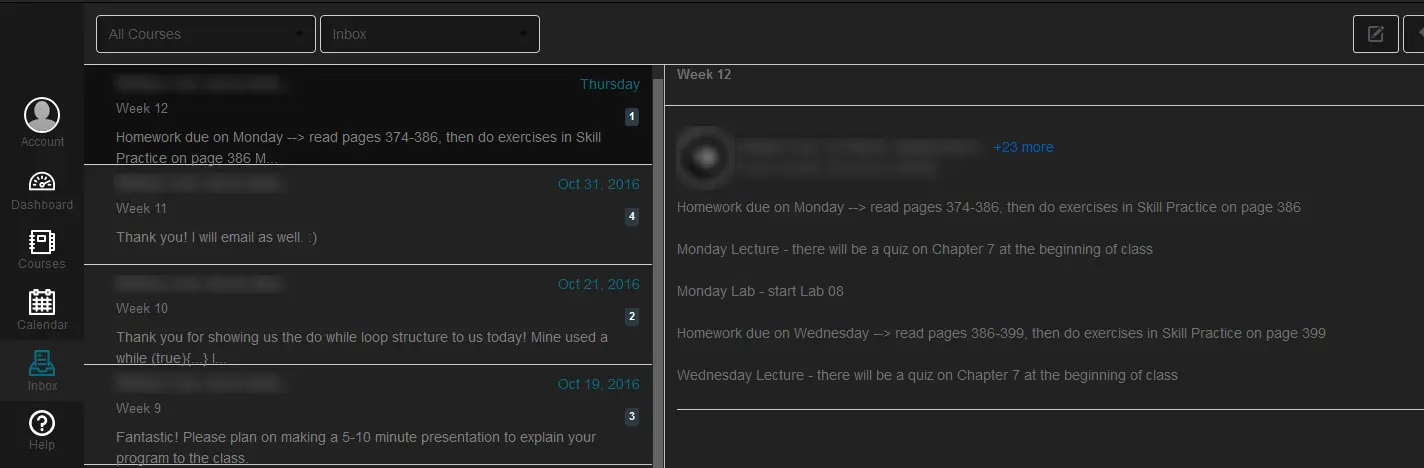 All Courses
Inbox
Account
Dashboard
Courses
Calendar
Inbox
Help
Thursday
Week 12
1
Homework due on Monday --> read pages 374-386, then do exercises in Skill
Practice on page 386 M...
Oct 31, 2016
Week 11
4
Thank you! I will email as well. :)
Oct 21, 2016
Week 10
2
Thank you for showing us the do while loop structure to us today! Mine used a
while (true){...} I...
Oct 19, 2016
Week 9
3
Fantastic! Please plan on making a 5-10 minute presentation to explain your
program to the class.
Week 12
+23 more
Homework due on Monday --> read pages 374-386, then do exercises in Skill Practice on page 386
Monday Lecture - there will be a quiz on Chapter 7 at the beginning of class
Monday Lab - start Lab 08
Homework due on Wednesday --> read pages 386-399, then do exercises in Skill Practice on page 399
Wednesday Lecture - there will be a quiz on Chapter 7 at the beginning of class